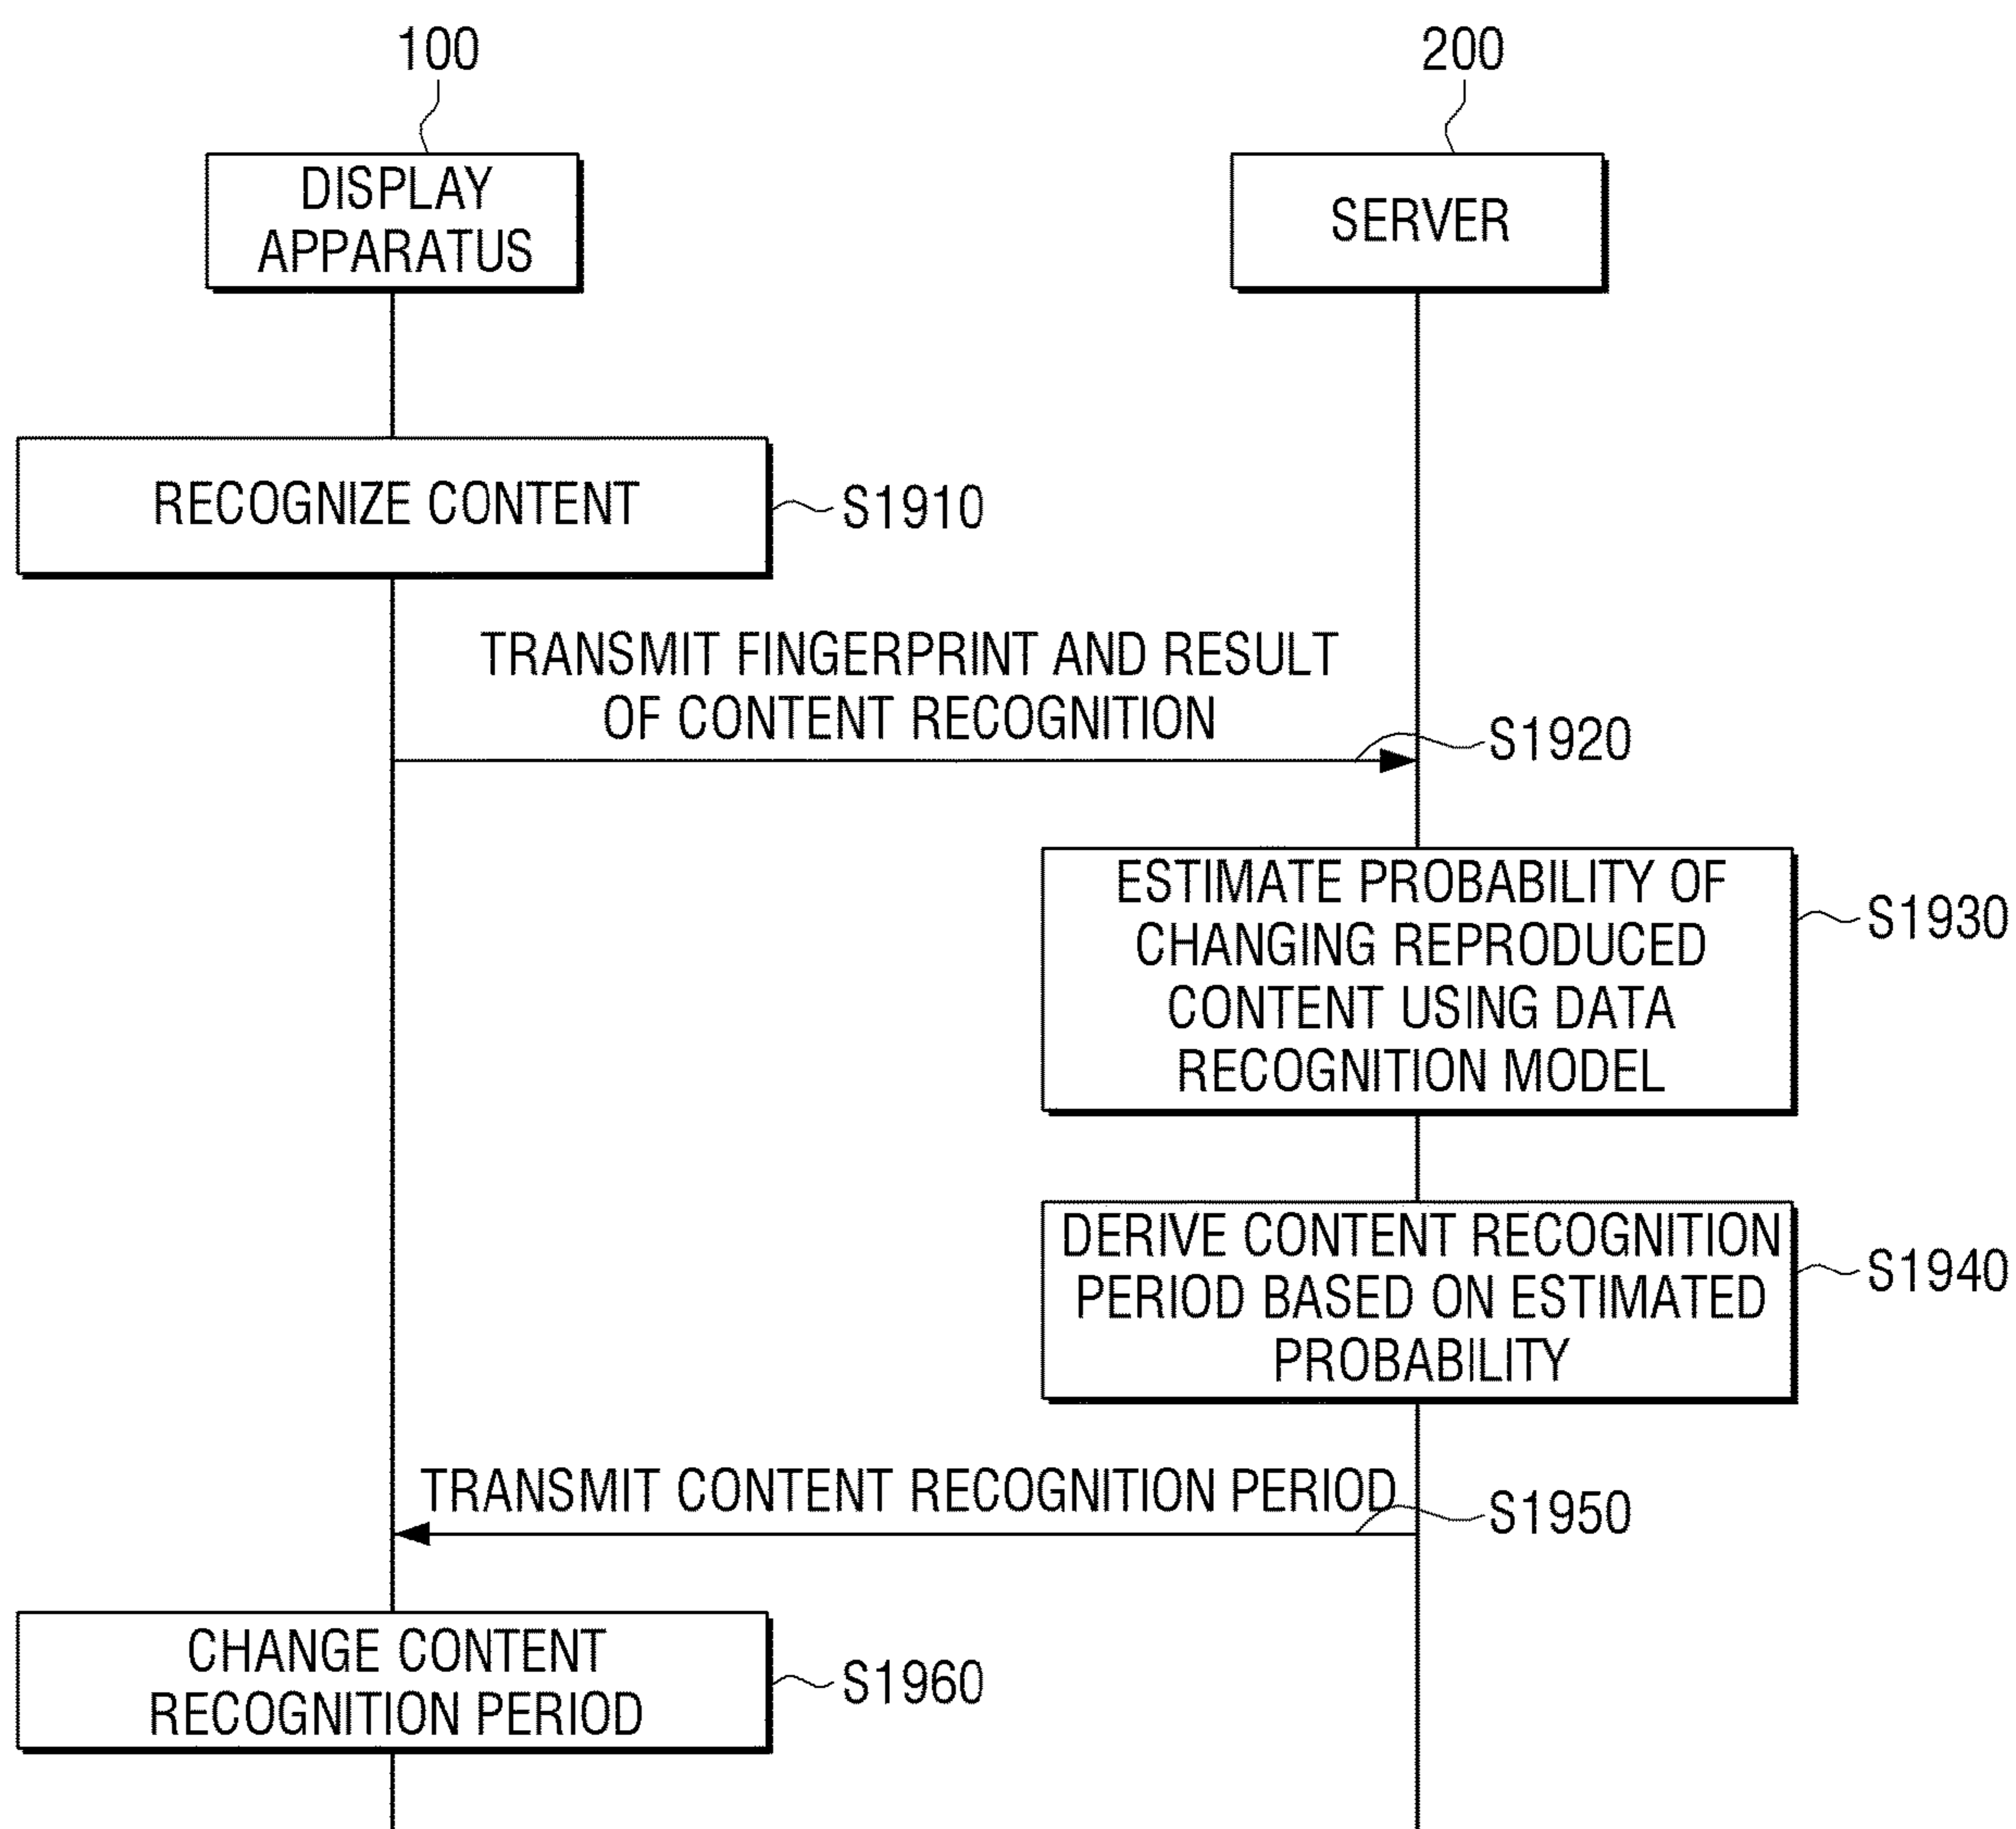 100
200
DISPLAY
APPARATUS
SERVER
RECOGNIZE CONTENT
S1910
TRANSMIT FINGERPRINT AND RESULT
OF CONTENT RECOGNITION
S1920
ESTIMATE PROBABILITY OF
CHANGING REPRODUCED
CONTENT USING DATA
RECOGNITION MODEL
S1930
DERIVE CONTENT RECOGNITION
PERIOD BASED ON ESTIMATED
PROBABILITY
S1940
TRANSMIT CONTENT RECOGNITION PERIOD
S1950
CHANGE CONTENT
RECOGNITION PERIOD
S1960